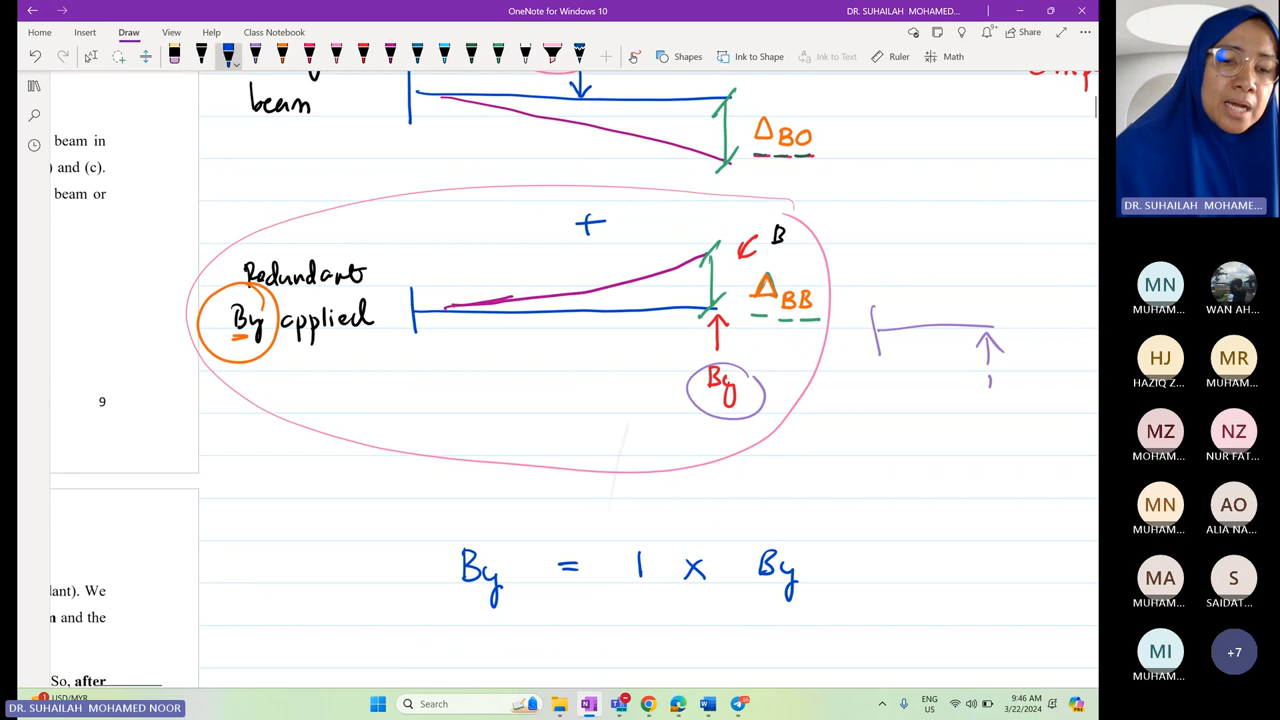 OneNote for Windows 10
DR. SUHAILAH MOHAMED...
Home
Insert
Draw
View
Help
Class Notebook
Share
Shapes
Ink to Shape
Ink to Text
Ruler
Math
beam
ΔBO
beam in
) and (c).
beam or
+
B
Redundant
By applied
ΔBB
By
1
9
By = 1 x By
lant). We
n and the
So, after
DR. SUHAILAH MOHAME...
MN
MUHAM...
WAN AH...
HJ
HAZIQ Z...
MR
MUHAM...
MZ
MOHAM...
NZ
NUR FAT...
MN
MUHAM...
AO
ALIA NA...
MA
MUHAM...
S
SAIDAT...
MI
MUHAM...
+7
USD/MYR
DR. SUHAILAH MOHAMED NOOR
Search
ENG
US
9:46 AM
3/22/2024